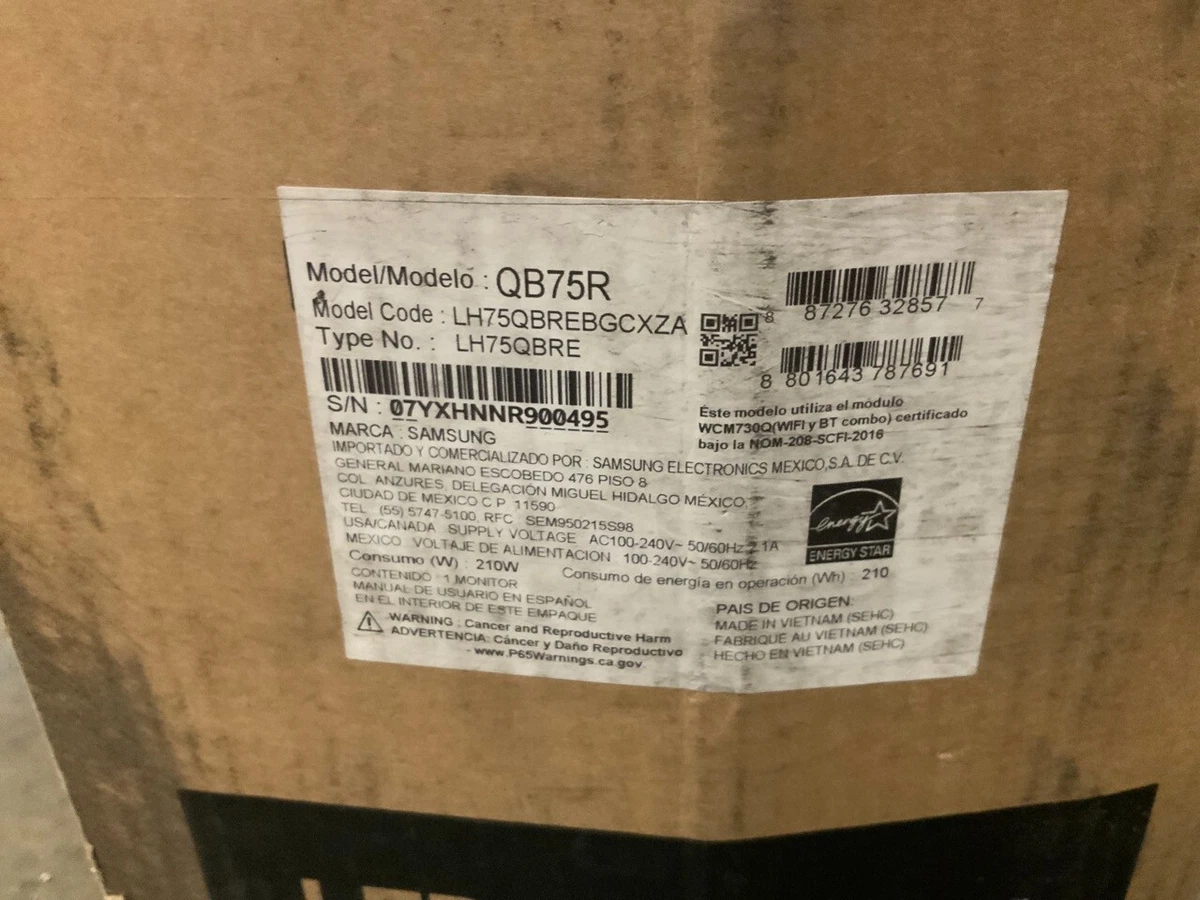 Model/Modelo : QB75R
Model Code : LH75QBREBGCXZA
Type No. : LH75QBRE
S/N : 07YXHNNR900495
MARCA : SAMSUNG
IMPORTADO Y COMERCIALIZADO POR : SAMSUNG ELECTRONICS MEXICO,S.A. DE C.V.
GENERAL MARIANO ESCOBEDO 476 PISO 8
COL. ANZURES, DELEGACIÓN MIGUEL HIDALGO MÉXICO,
CIUDAD DE MEXICO C.P. 11590
TEL. (55) 5747-5100, RFC SEM950215S98
USA/CANADA SUPPLY VOLTAGE AC100-240V~ 50/60Hz 2.1A
MEXICO VOLTAJE DE ALIMENTACION 100-240V~ 50/60Hz
Consumo (W) : 210W
Consumo de energía en operación (Wh) : 210
CONTENIDO : 1 MONITOR
MANUAL DE USUARIO EN ESPAÑOL
EN EL INTERIOR DE ESTE EMPAQUE
WARNING : Cancer and Reproductive Harm
ADVERTENCIA: Cáncer y Daño Reproductivo
- www.P65Warnings.ca.gov
8 87276 32857 7
8 801643 787691
Este modelo utiliza el módulo
WCM730Q(WIFI y BT combo) certificado
bajo la NOM-208-SCFI-2016
energy
ENERGY STAR
PAIS DE ORIGEN:
MADE IN VIETNAM (SEHC)
FABRIQUE AU VIETNAM (SEHC)
HECHO EN VIETNAM (SEHC)